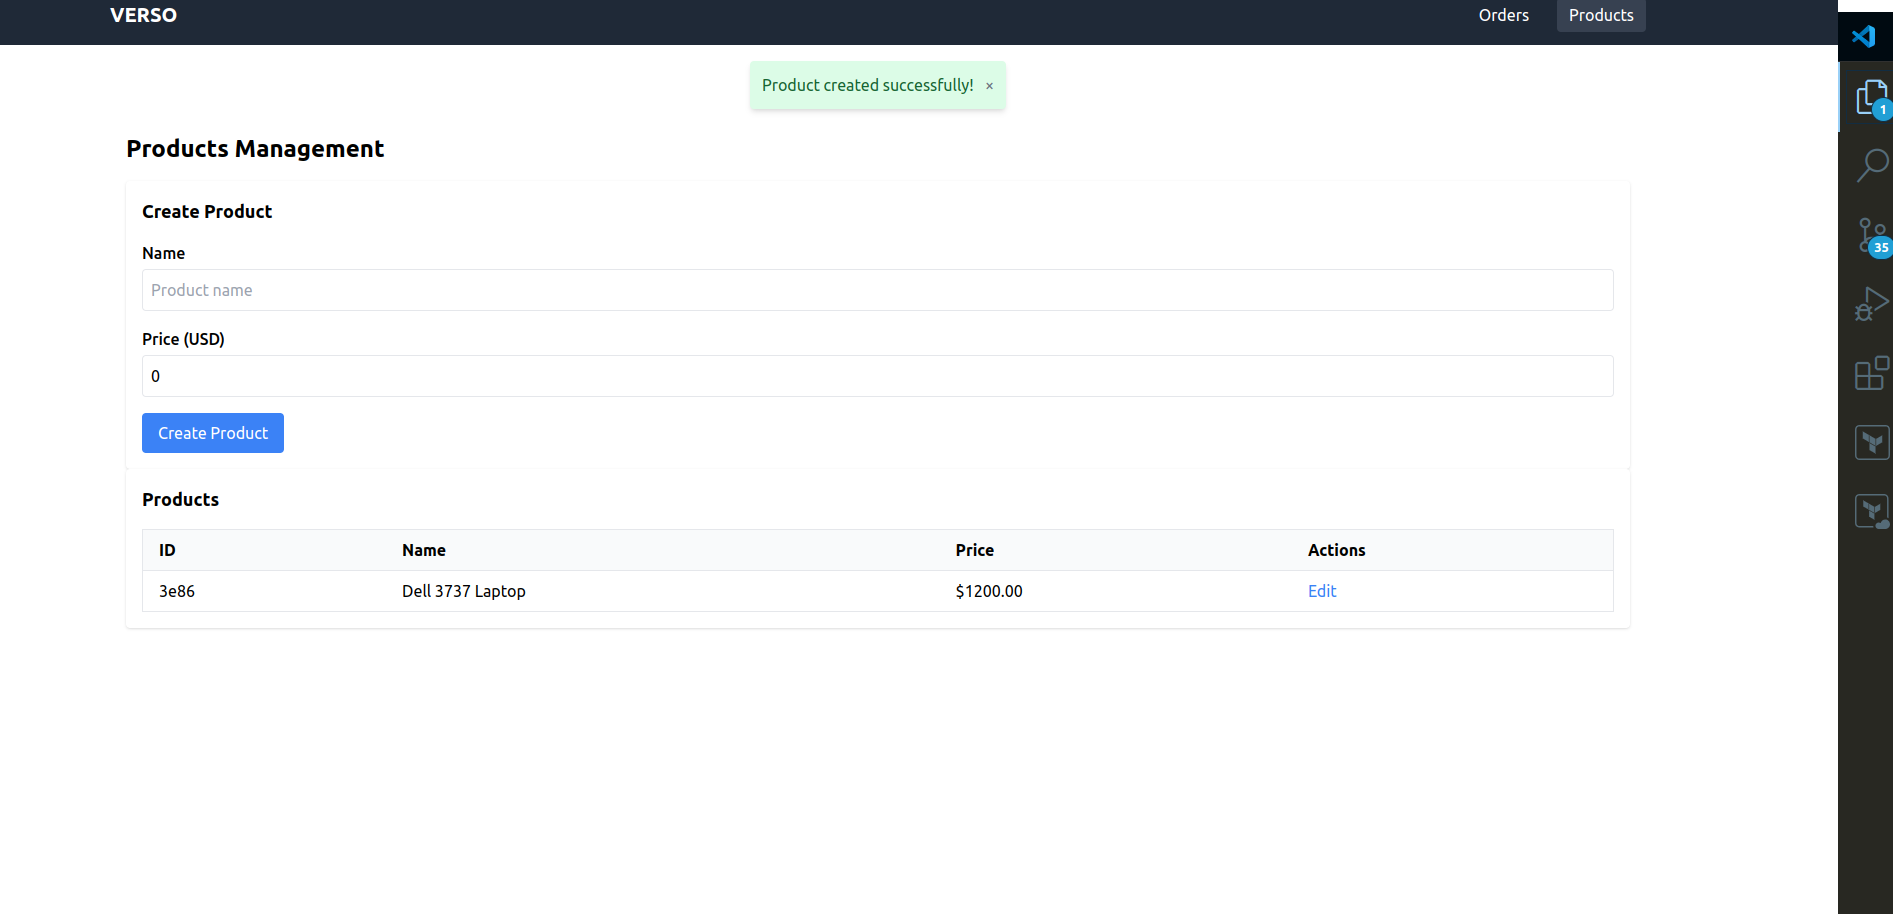 VERSO
Orders Products
Product created successfully! ×
Products Management
Create Product
Name
Product name
Price (USD)
0
Create Product
Products
ID Name Price Actions
3e86 Dell 3737 Laptop $1200.00 Edit
1
35